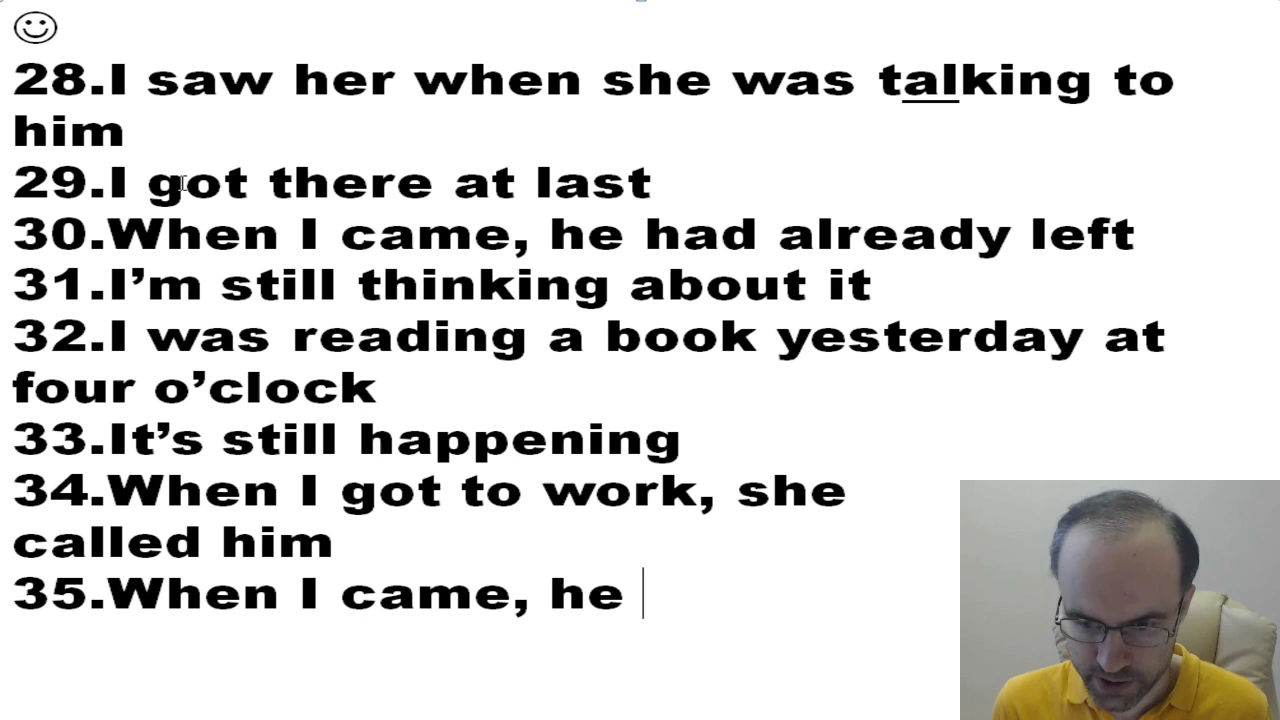 28.I saw her when she was talking to
him
29.I got there at last
30.When I came, he had already left
31.I’m still thinking about it
32.I was reading a book yesterday at
four o’clock
33.It’s still happening
34.When I got to work, she
called him
35.When I came, he